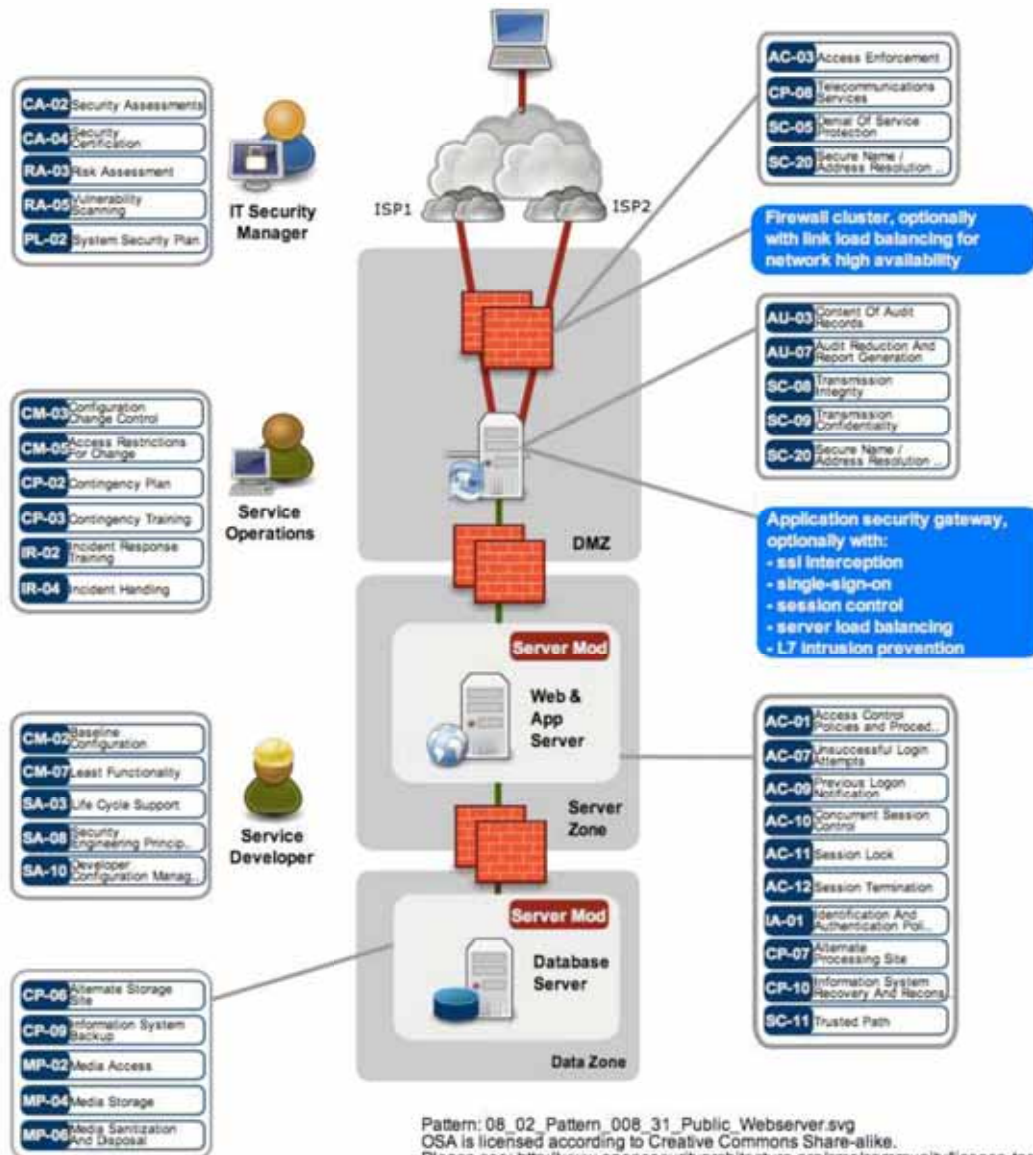 CA-02 Security Assessments
CA-04 Security
Certification
RA-03 Risk Assessment
RA-05 Vulnerability
Scanning
PL-02 System Security Plan
IT Security
Manager
ISP1
ISP2
AC-03 Access Enforcement
CP-08 Telecommunications
Services
SC-05 Denial Of Service
Protection
SC-20 Secure Name /
Address Resolution ...
Firewall cluster, optionally
with link load balancing for
network high availability
AU-03 Content Of Audit
Records
AU-07 Audit Reduction And
Report Generation
SC-08 Transmission
Integrity
SC-09 Transmission
Confidentiality
SC-20 Secure Name /
Address Resolution ...
CM-03 Configuration
Change Control
CM-05 Access Restrictions
For Change
CP-02 Contingency Plan
CP-03 Contingency Training
IR-02 Incident Response
Training
IR-04 Incident Handling
Service
Operations
DMZ
Application security gateway,
optionally with:
- ssl interception
- single-sign-on
- session control
- server load balancing
- L7 intrusion prevention
Server Mod
Web &
App
Server
Server
Zone
CM-02 Baseline
Configuration
CM-07 Least Functionality
SA-03 Life Cycle Support
SA-08 Security
Engineering Princip..
SA-10 Developer
Configuration Manag..
Service
Developer
AC-01 Access Control
Policies and Proced..
AC-07 Unsuccessful Login
Attempts
AC-09 Previous Logon
Notification
AC-10 Concurrent Session
Control
AC-11 Session Lock
AC-12 Session Termination
IA-01 Identification And
Authentication Poli..
CP-07 Alternate
Processing Site
CP-10 Information System
Recovery And Recons..
SC-11 Trusted Path
Server Mod
Database
Server
Data Zone
CP-06 Alternate Storage
Site
CP-09 Information System
Backup
MP-02 Media Access
MP-04 Media Storage
MP-06 Media Sanitization
And Disposal
Pattern: 08_02_Pattern_008_31_Public_Webserver.svg
OSA is licensed according to Creative Commons Share-alike.